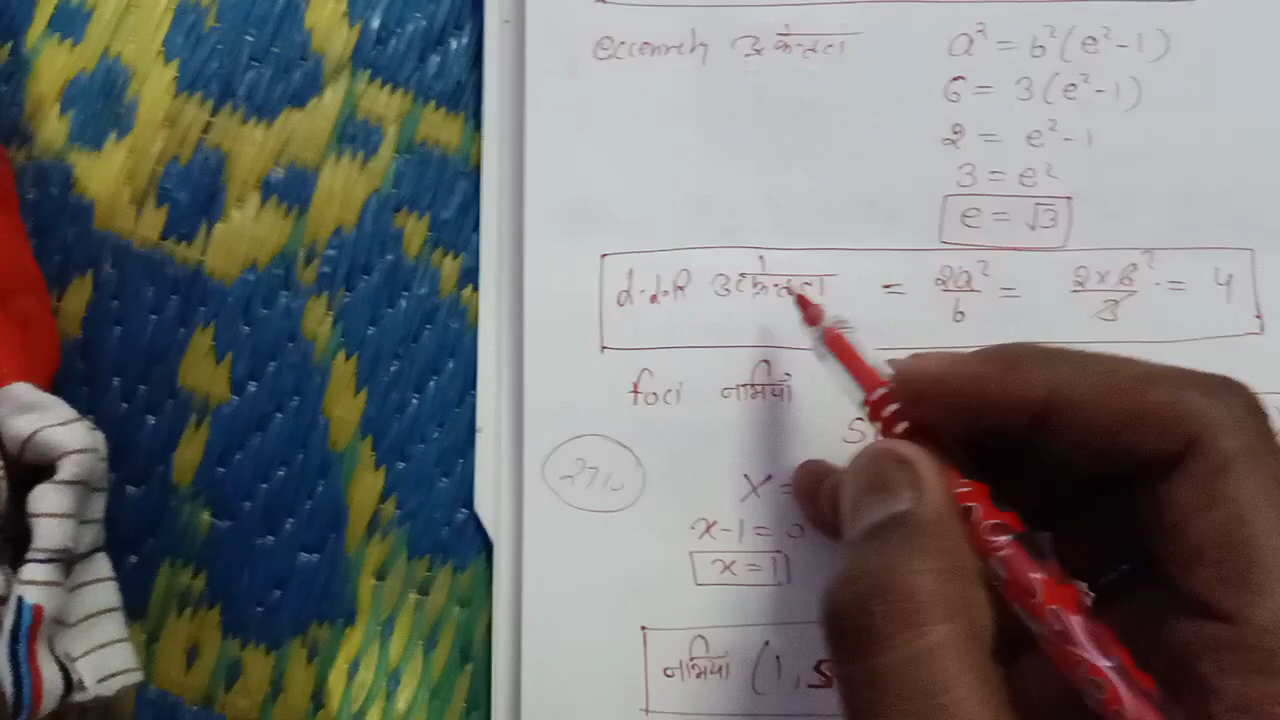 उत्केन्द्रता a² = b²(e²-1)
6 = 3(e²-1)
2 = e²-1
3 = e²
e = √3
उत्केन्द्रता = 2a²/b = 2×6/3 = 4
foci नाभियाँ
S
X =
x-1 = 0
x = 1
नाभियाँ (1, 5